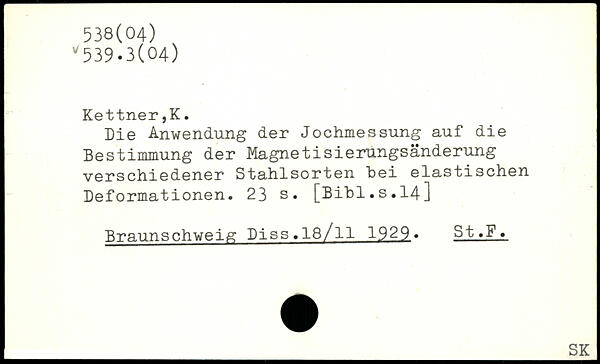 538(04)
v539.3(04)
Kettner,K.
Die Anwendung der Jochmessung auf die
Bestimmung der Magnetisierungsänderung
verschiedener Stahlsorten bei elastischen
Deformationen. 23 s. [Bibl.s.14]
Braunschweig Diss.18/11 1929. St.F.
SK